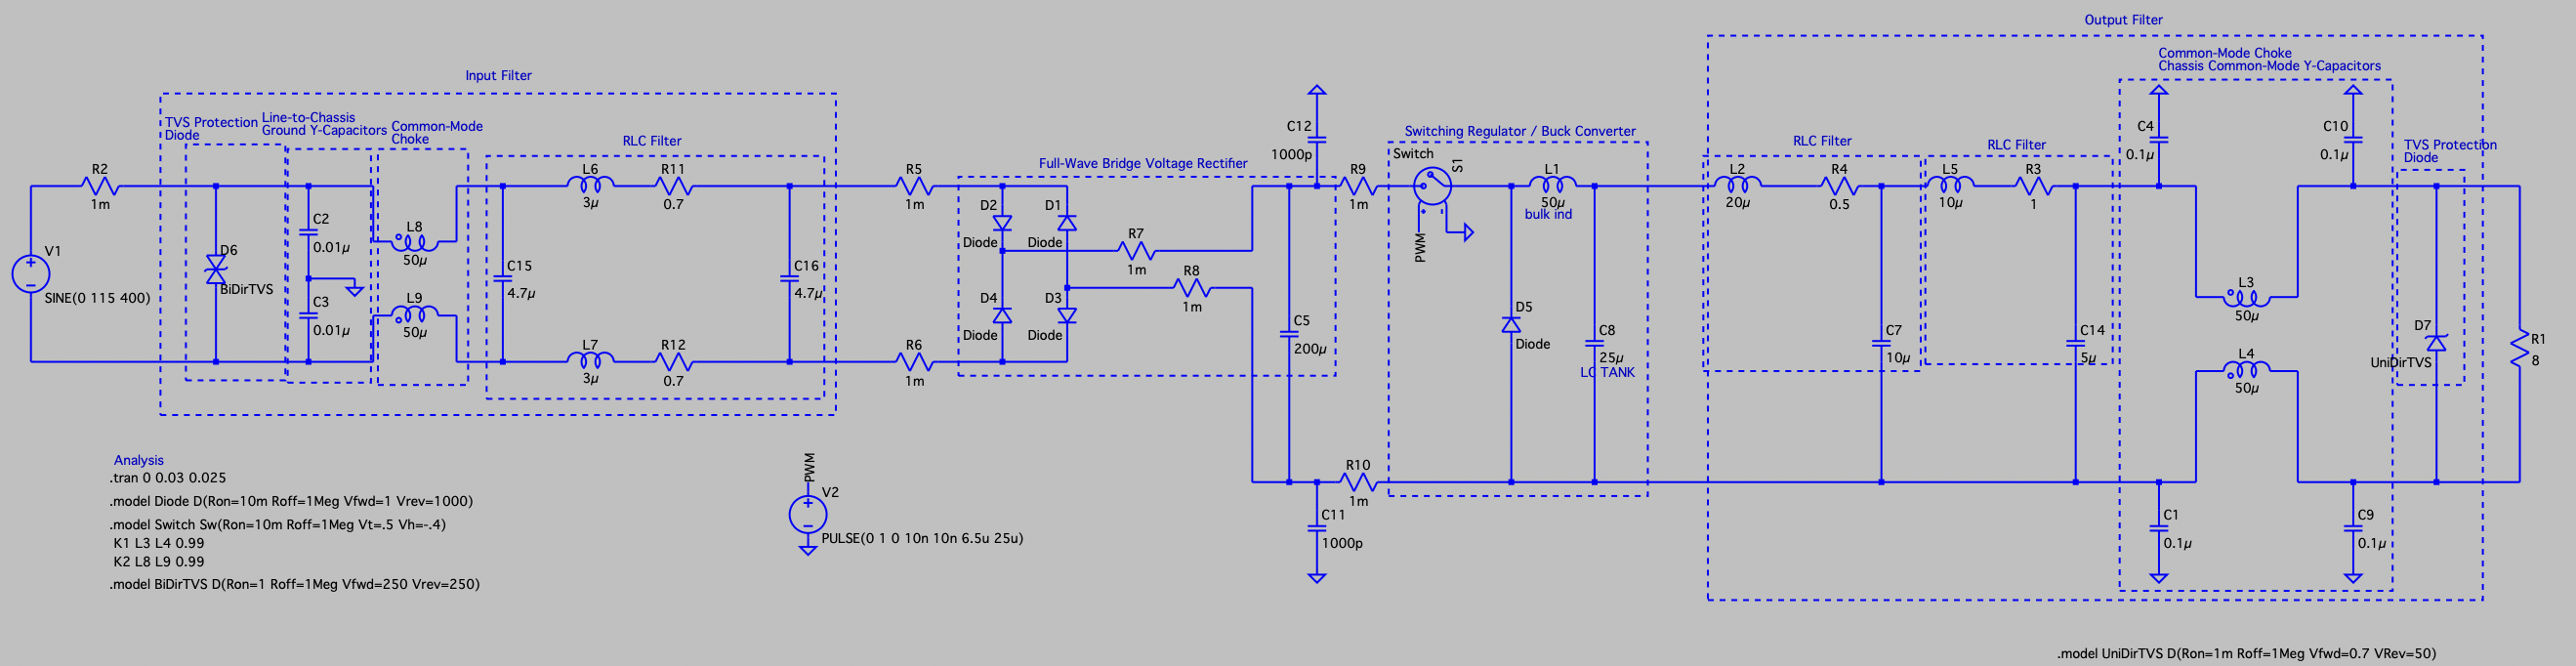 Output Filter
Input Filter
Common-Mode Choke
Chassis Common-Mode Y-Capacitors
TVS Protection
Diode
Line-to-Chassis
Ground Y-Capacitors
Common-Mode
Choke
RLC Filter
Full-Wave Bridge Voltage Rectifier
Switching Regulator / Buck Converter
RLC Filter
RLC Filter
TVS Protection
Diode
V1
SINE(0 115 400)
R2
1m
D6
BiDirTVS
C2
0.01µ
C3
0.01µ
L8
50µ
L9
50µ
C15
4.7µ
L6
3µ
R11
0.7
L7
3µ
R12
0.7
C16
4.7µ
R5
1m
R6
1m
D2
Diode
D1
Diode
D4
Diode
D3
Diode
R7
1m
R8
1m
C5
200µ
C12
1000p
C11
1000p
R9
1m
R10
1m
Switch
S1
PWM
D5
Diode
L1
50µ
bulk ind
C8
25µ
LC TANK
L2
20µ
R4
0.5
C7
10µ
L5
10µ
R3
1
C14
5µ
C4
0.1µ
C10
0.1µ
L3
50µ
L4
50µ
C1
0.1µ
C9
0.1µ
D7
UniDirTVS
R1
8
Analysis
.tran 0 0.03 0.025
.model Diode D(Ron=10m Roff=1Meg Vfwd=1 Vrev=1000)
.model Switch Sw(Ron=10m Roff=1Meg Vt=.5 Vh=-.4)
K1 L3 L4 0.99
K2 L8 L9 0.99
.model BiDirTVS D(Ron=1 Roff=1Meg Vfwd=250 Vrev=250)
PWM
V2
PULSE(0 1 0 10n 10n 6.5u 25u)
.model UniDirTVS D(Ron=1m Roff=1Meg Vfwd=0.7 VRev=50)